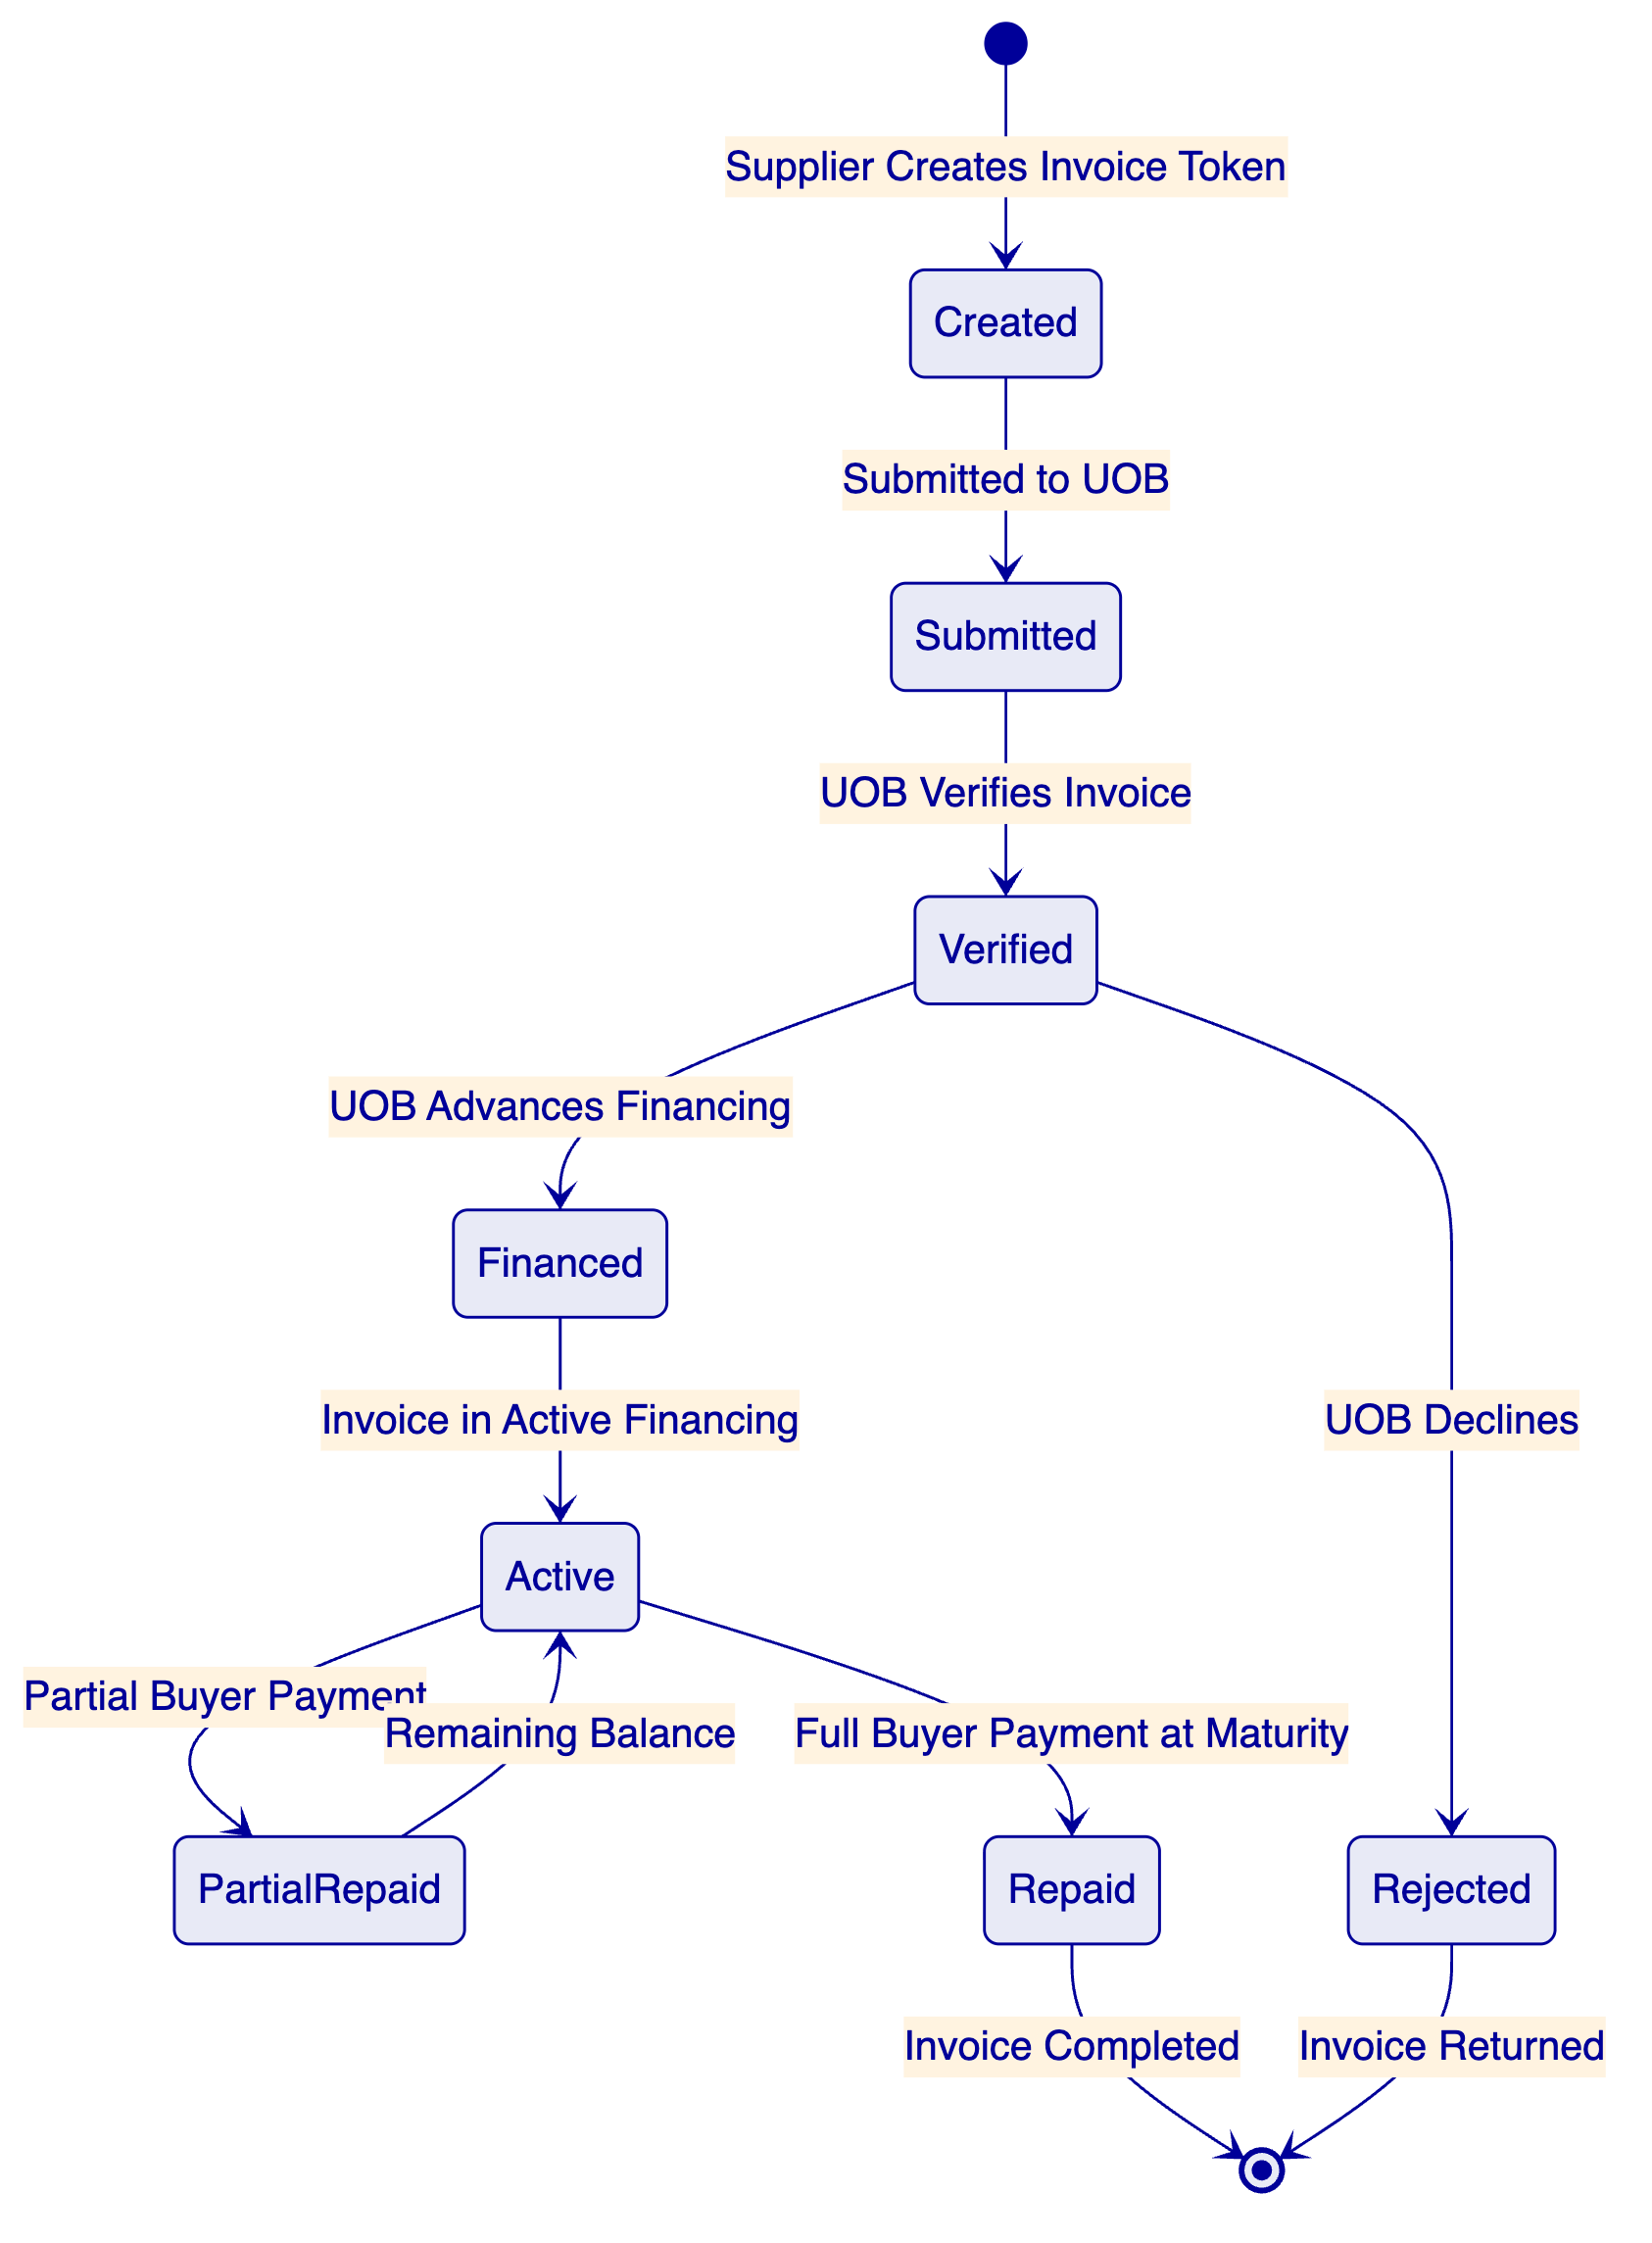 Supplier Creates Invoice Token
Created
Submitted to UOB
Submitted
UOB Verifies Invoice
Verified
UOB Advances Financing
Financed
Invoice in Active Financing
UOB Declines
Active
Partial Buyer Payment
Remaining Balance
Full Buyer Payment at Maturity
PartialRepaid
Repaid
Rejected
Invoice Completed
Invoice Returned